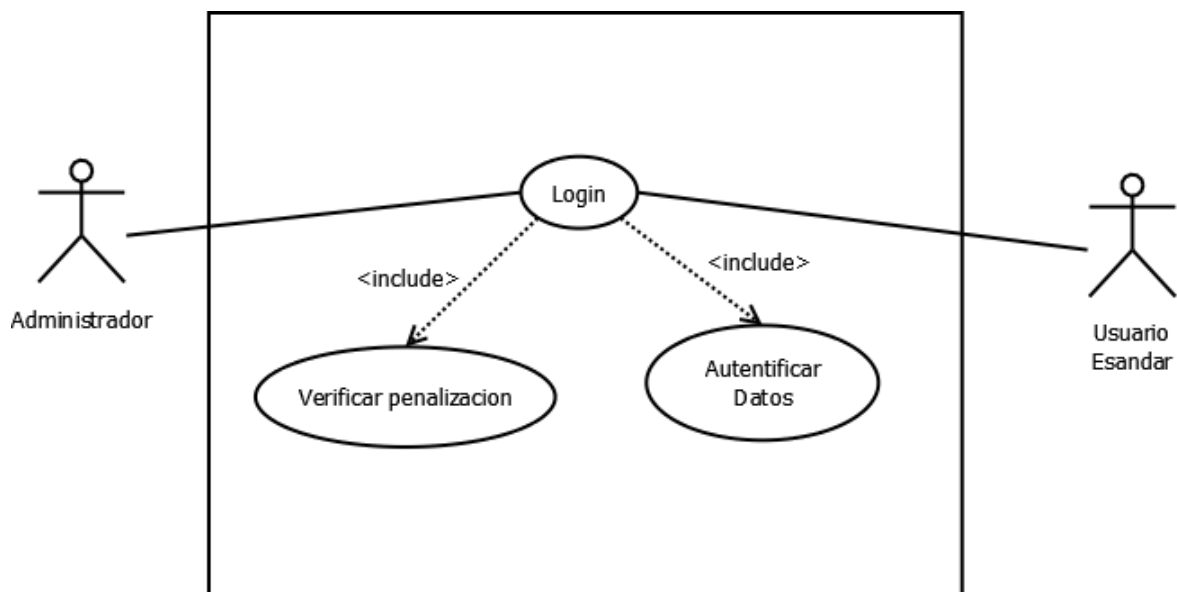 Login
<include>
<include>
Administrador
Usuario
Esandar
Verificar penalizacion
Autentificar
Datos